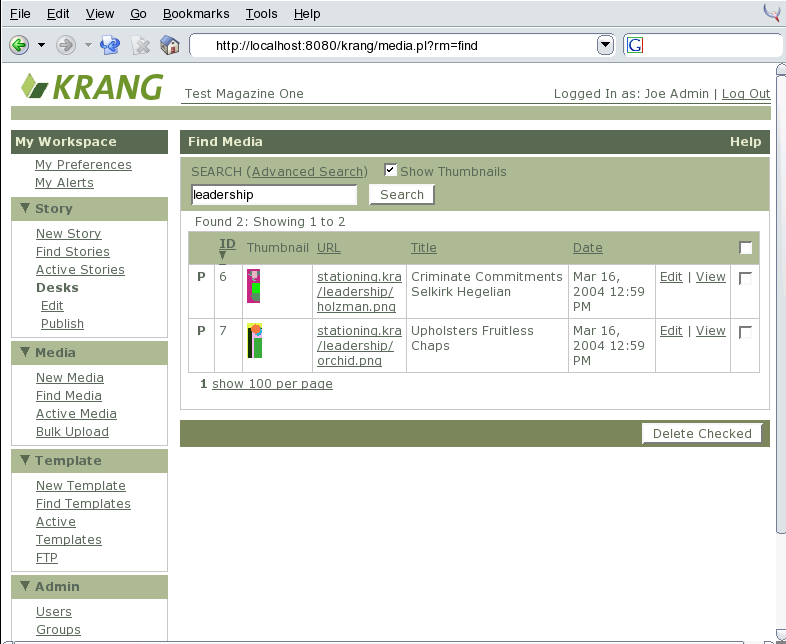 File Edit View Go Bookmarks Tools Help
http://localhost:8080/krang/media.pl?rm=find
G
KRANG
Test Magazine One
Logged In as: Joe Admin | Log Out
My Workspace
My Preferences
My Alerts
Story
New Story
Find Stories
Active Stories
Desks
Edit
Publish
Media
New Media
Find Media
Active Media
Bulk Upload
Template
New Template
Find Templates
Active
Templates
FTP
Admin
Users
Groups
Find Media Help
SEARCH (Advanced Search) Show Thumbnails
leadership Search
Found 2: Showing 1 to 2
ID Thumbnail URL Title Date
P 6 stationing.kra Criminate Commitments Mar 16, Edit | View
/leadership/ Selkirk Hegelian 2004 12:59
holzman.png PM
P 7 stationing.kra Upholsters Fruitless Mar 16, Edit | View
/leadership/ Chaps 2004 12:59
orchid.png PM
1 show 100 per page
Delete Checked